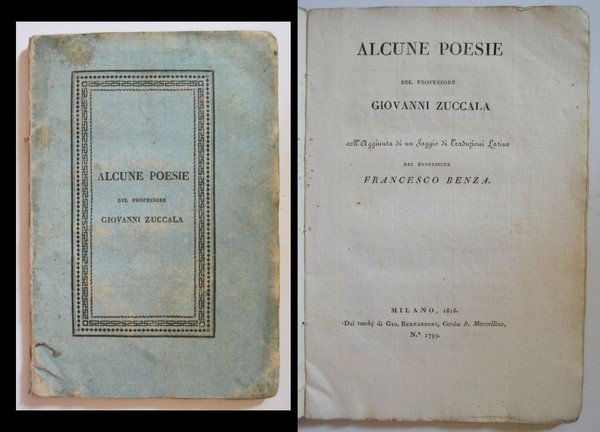 ALCUNE POESIE
DEL PROFESSORE
GIOVANNI ZUCCALA
ALCUNE POESIE
DEL PROFESSORE
GIOVANNI ZUCCALA
coll'Aggiunta di un Saggio di Traduzioni Latine
DEL PROFESSORE
FRANCESCO BENZA.
MILANO, 1818.
Dai torchj di GIO. BERNARDONI, Corsia S. Marcellino,
N.º 1799.